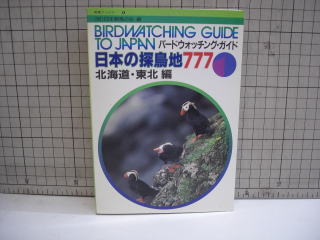 BIRDWATCHING GUIDE
TO JAPAN バードウォッチング・ガイド
日本の探鳥地777
北海道・東北 編